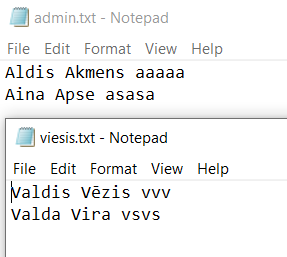 admin.txt - Notepad
File Edit Format View Help
Aldis Akmens aaaaa
Aina Apse asasa
viesis.txt - Notepad
File Edit Format View Help
Valdis Vēzis vvv
Valda Vira vsvs